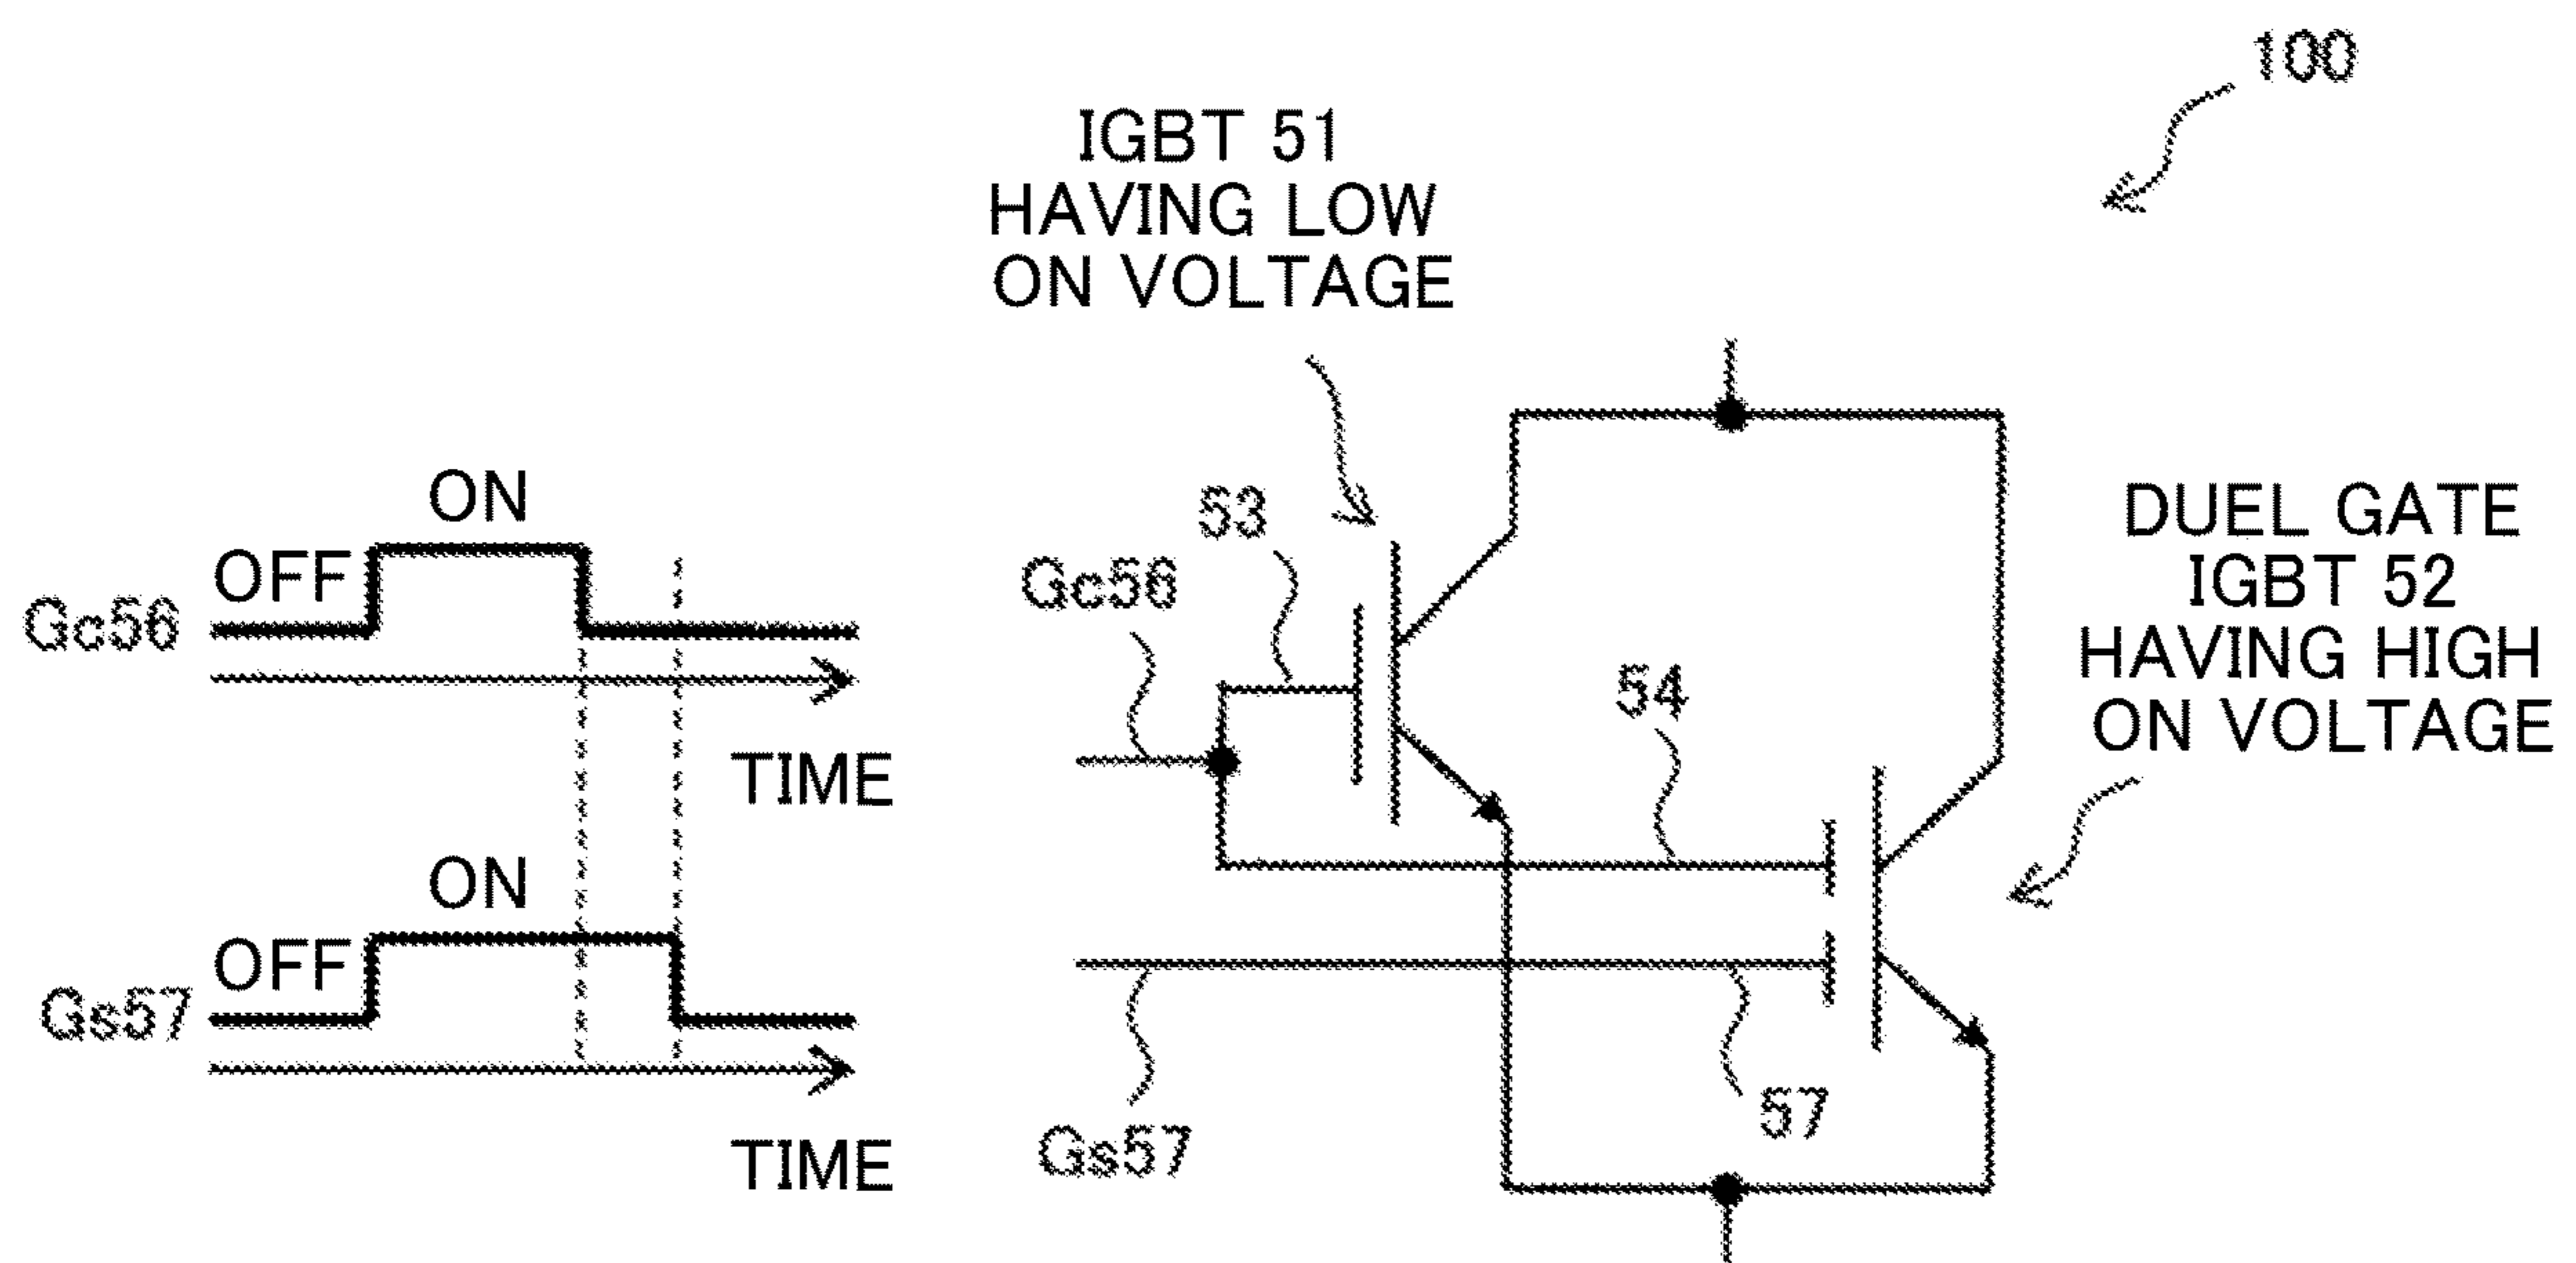 100
IGBT 51
HAVING LOW
ON VOLTAGE
ON
OFF
Gc56
TIME
ON
OFF
Gs57
TIME
53
Gc56
54
Gs57
57
DUEL GATE
IGBT 52
HAVING HIGH
ON VOLTAGE